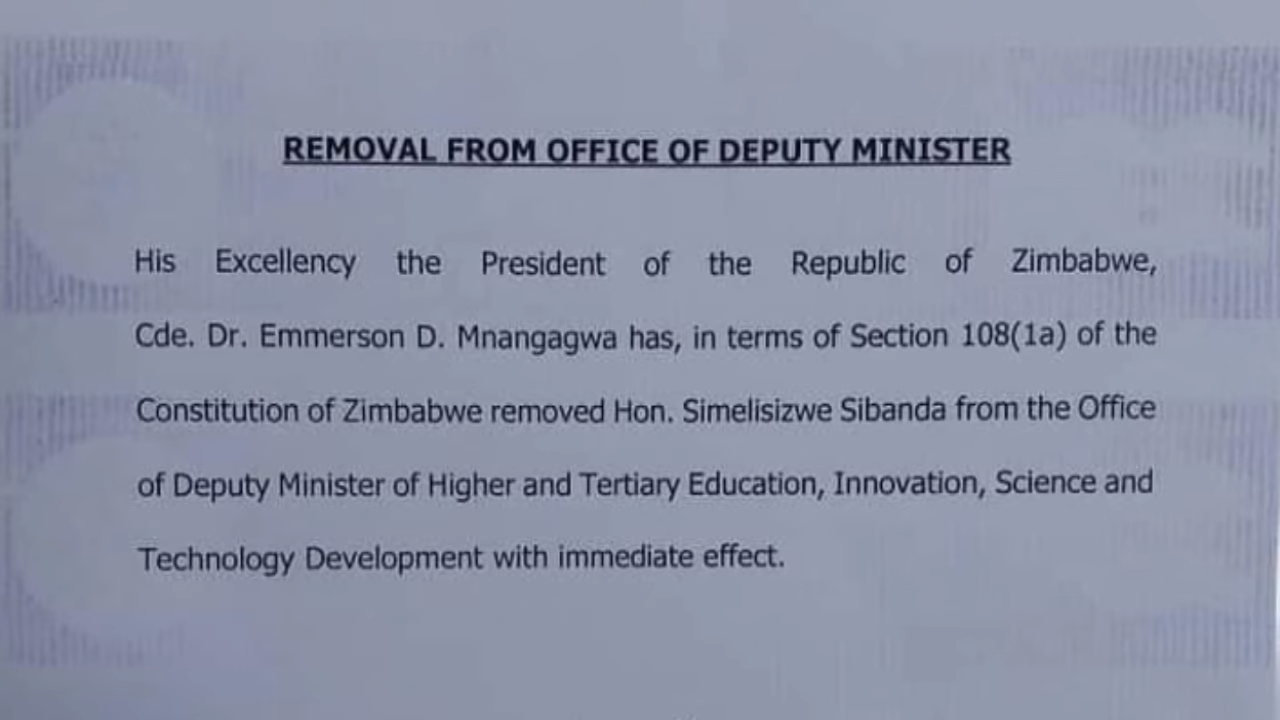 REMOVAL FROM OFFICE OF DEPUTY MINISTER
His Excellency the President of the Republic of Zimbabwe,
Cde. Dr. Emmerson D. Mnangagwa has, in terms of Section 108(1a) of the
Constitution of Zimbabwe removed Hon. Simelisizwe Sibanda from the Office
of Deputy Minister of Higher and Tertiary Education, Innovation, Science and
Technology Development with immediate effect.